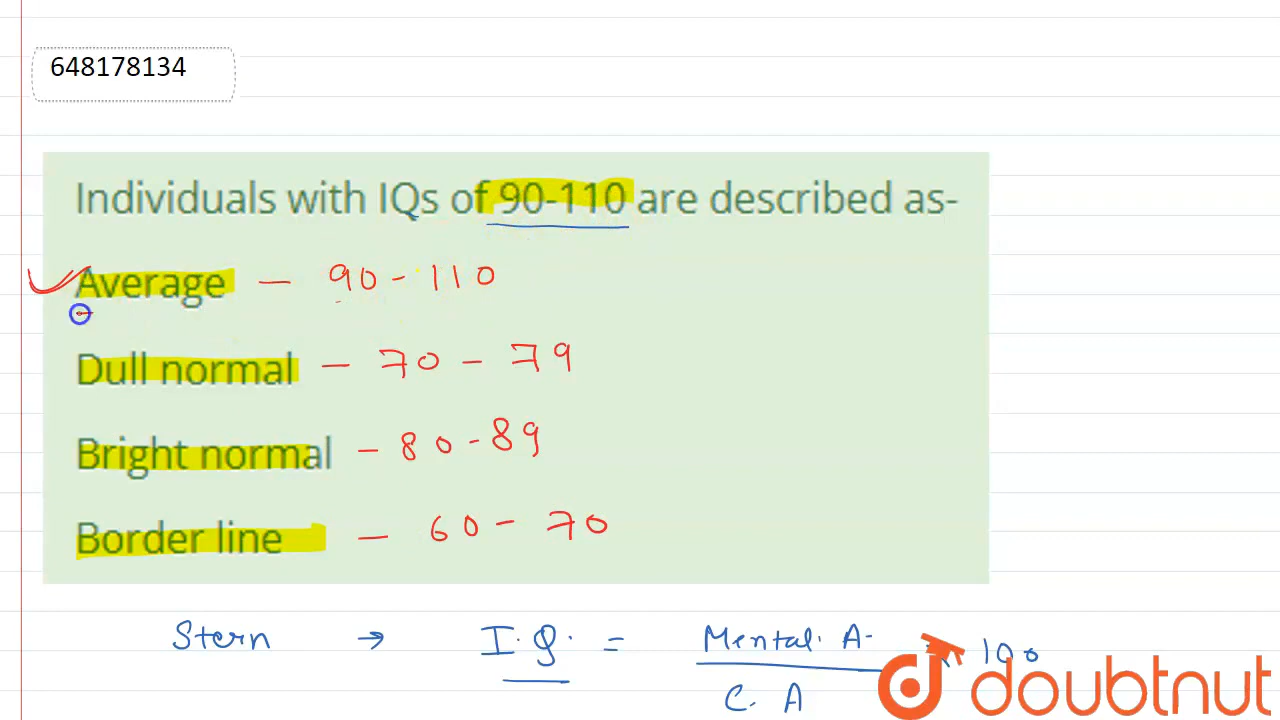 648178134
Individuals with IQs of 90-110 are described as-
Average – 90-110
Dull normal – 70-79
Bright normal – 80-89
Border line – 60-70
Stern → I.Q. = Mental. A. × 100
C. A
doubtnut